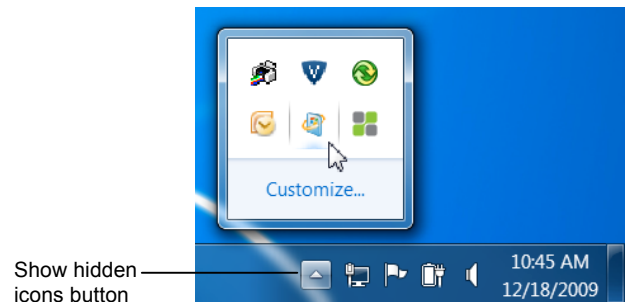 Customize...
Show hidden
icons button
10:45 AM
12/18/2009